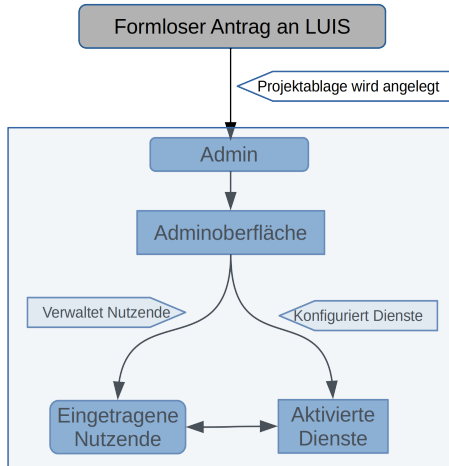 Formloser Antrag an LUIS
Projektablage wird angelegt
Admin
Adminoberfläche
Verwaltet Nutzende
Konfiguriert Dienste
Eingetragene
Nutzende
Aktivierte
Dienste